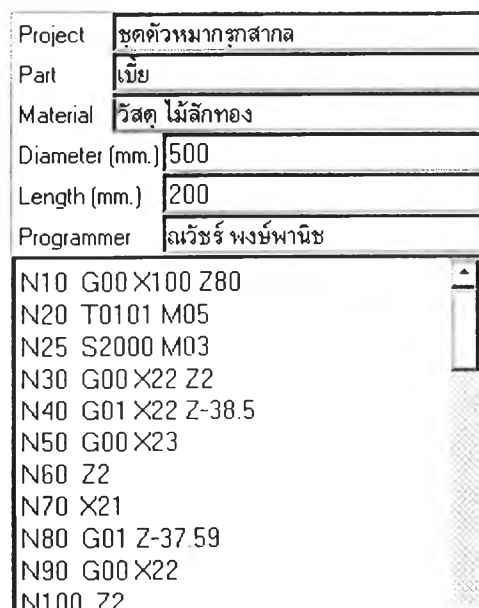 Project ชุดตัวหมากรุกสากล
Part เบี้ย
Material วัสดุ ไม้สักทอง
Diameter (mm.) 500
Length (mm.) 200
Programmer ณวัชร์ พงษ์พานิช
N10 G00 X100 Z80
N20 T0101 M05
N25 S2000 M03
N30 G00 X22 Z2
N40 G01 X22 Z-38.5
N50 G00 X23
N60 Z2
N70 X21
N80 G01 Z-37.59
N90 G00 X22
N100 Z2